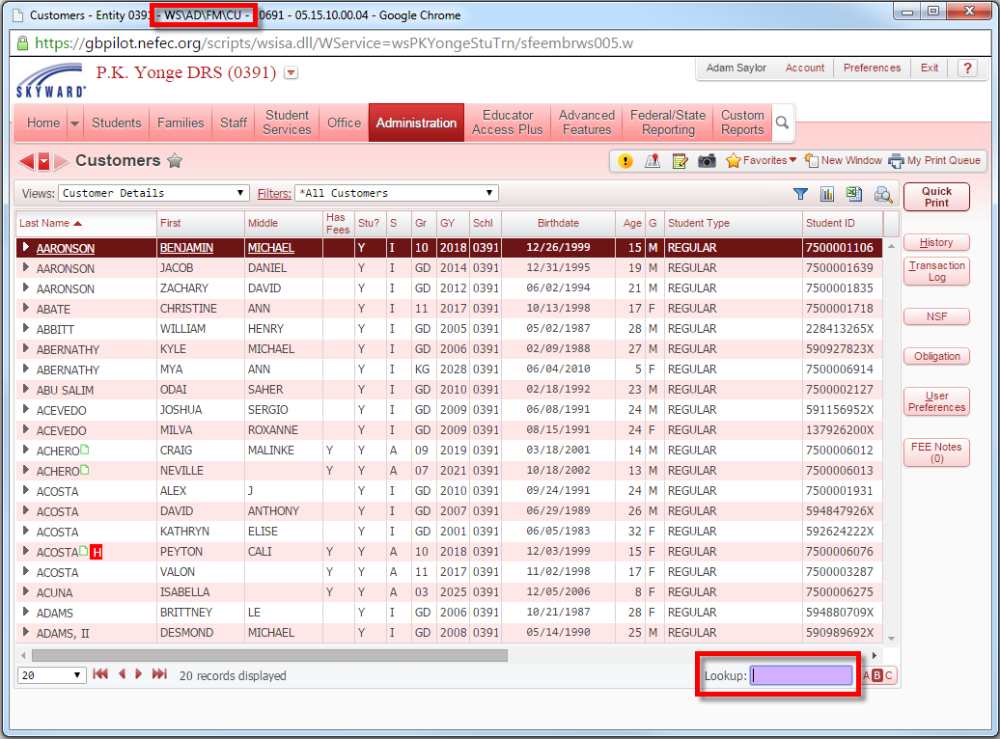 Customers - Entity 0391 - WS\AD\FM\CU - 10691 - 05.15.10.00.04 - Google Chrome
https://gbpilot.nefec.org/scripts/wsisa.dll/WService=wsPKYongeStuTrn/sfeembrws005.w
SKYWARD
P.K. Yonge DRS (0391)
Adam Saylor Account Preferences Exit ?
Home Students Families Staff Student Services Office Administration Educator Access Plus Advanced Features Federal/State Reporting Custom Reports
Customers
Favorites New Window My Print Queue
Views: Customer Details Filters: *All Customers
Quick Print
Last Name First Middle Has Fees Stu? S Gr GY Schl Birthdate Age G Student Type Student ID
AARONSON BENJAMIN MICHAEL Y I 10 2018 0391 12/26/1999 15 M REGULAR 7500001106
AARONSON JACOB DANIEL Y I GD 2014 0391 12/31/1995 19 M REGULAR 7500001639
AARONSON ZACHARY DAVID Y I GD 2012 0391 06/02/1994 21 M REGULAR 7500001835
ABATE CHRISTINE ANN Y I 11 2017 0391 10/13/1998 17 F REGULAR 7500001718
ABBITT WILLIAM HENRY Y I GD 2005 0391 05/02/1987 28 M REGULAR 228413265X
ABERNATHY KYLE MICHAEL Y I GD 2006 0391 02/09/1988 27 M REGULAR 590927823X
ABERNATHY MYA ANN Y I KG 2028 0391 06/04/2010 5 F REGULAR 7500006914
ABU SALIM ODAI SAHER Y I GD 2010 0391 02/18/1992 23 M REGULAR 7500002127
ACEVEDO JOSHUA SERGIO Y I GD 2009 0391 06/08/1991 24 M REGULAR 591156952X
ACEVEDO MILVA ROXANNE Y I GD 2009 0391 08/15/1991 24 F REGULAR 137926200X
ACHERO CRAIG MALINKE Y Y A 09 2019 0391 03/18/2001 14 M REGULAR 7500006012
ACHERO NEVILLE Y Y A 07 2021 0391 10/18/2002 13 M REGULAR 7500006013
ACOSTA ALEX J Y I GD 2010 0391 09/24/1991 24 M REGULAR 7500001931
ACOSTA DAVID ANTHONY Y I GD 2007 0391 06/29/1989 26 M REGULAR 594847926X
ACOSTA KATHRYN ELISE Y I GD 2001 0391 06/05/1983 32 F REGULAR 592624222X
ACOSTA H PEYTON CALI Y Y A 10 2018 0391 12/03/1999 15 F REGULAR 7500006076
ACOSTA VALON Y Y A 11 2017 0391 11/02/1998 17 F REGULAR 7500003287
ACUNA ISABELLA Y Y A 03 2025 0391 12/05/2006 8 F REGULAR 7500006275
ADAMS BRITTNEY LE Y I GD 2006 0391 10/21/1987 28 F REGULAR 594880709X
ADAMS, II DESMOND MICHAEL Y I GD 2008 0391 05/14/1990 25 M REGULAR 590989692X
History
Transaction Log
NSF
Obligation
User Preferences
FEE Notes (0)
20 20 records displayed Lookup: A B C